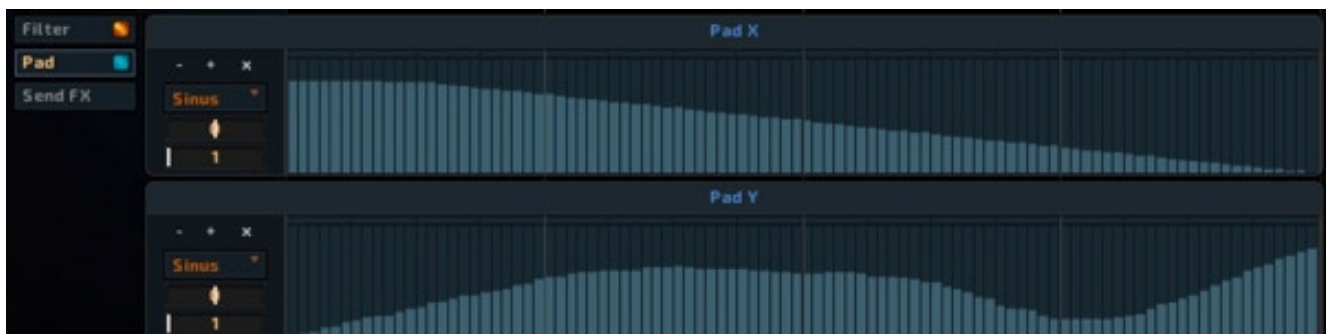 Filter
Pad
Send FX
Pad X
- + x
Sinus
1
Pad Y
- + x
Sinus
1